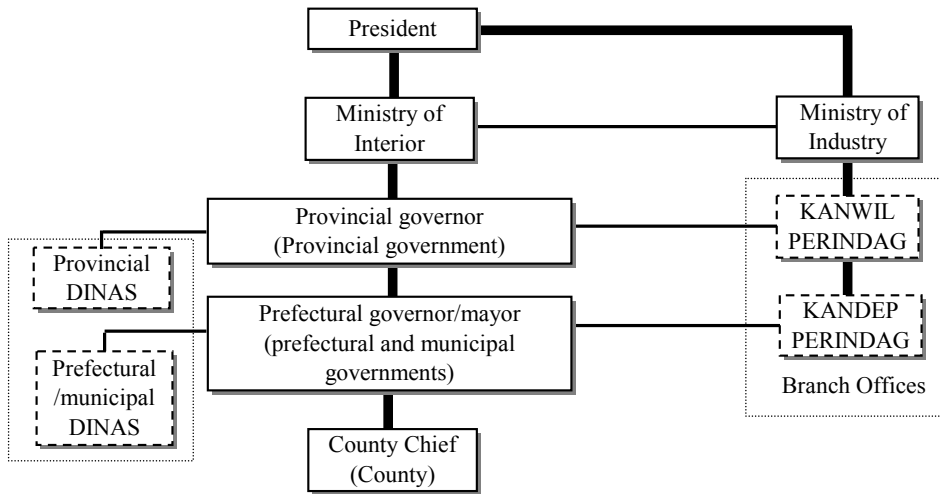 President
Ministry of
Interior
Ministry of
Industry
Provincial governor
(Provincial government)
KANWIL
PERINDAG
Provincial
DINAS
Prefectural governor/mayor
(prefectural and municipal
governments)
KANDEP
PERINDAG
Prefectural
/municipal
DINAS
Branch Offices
County Chief
(County)